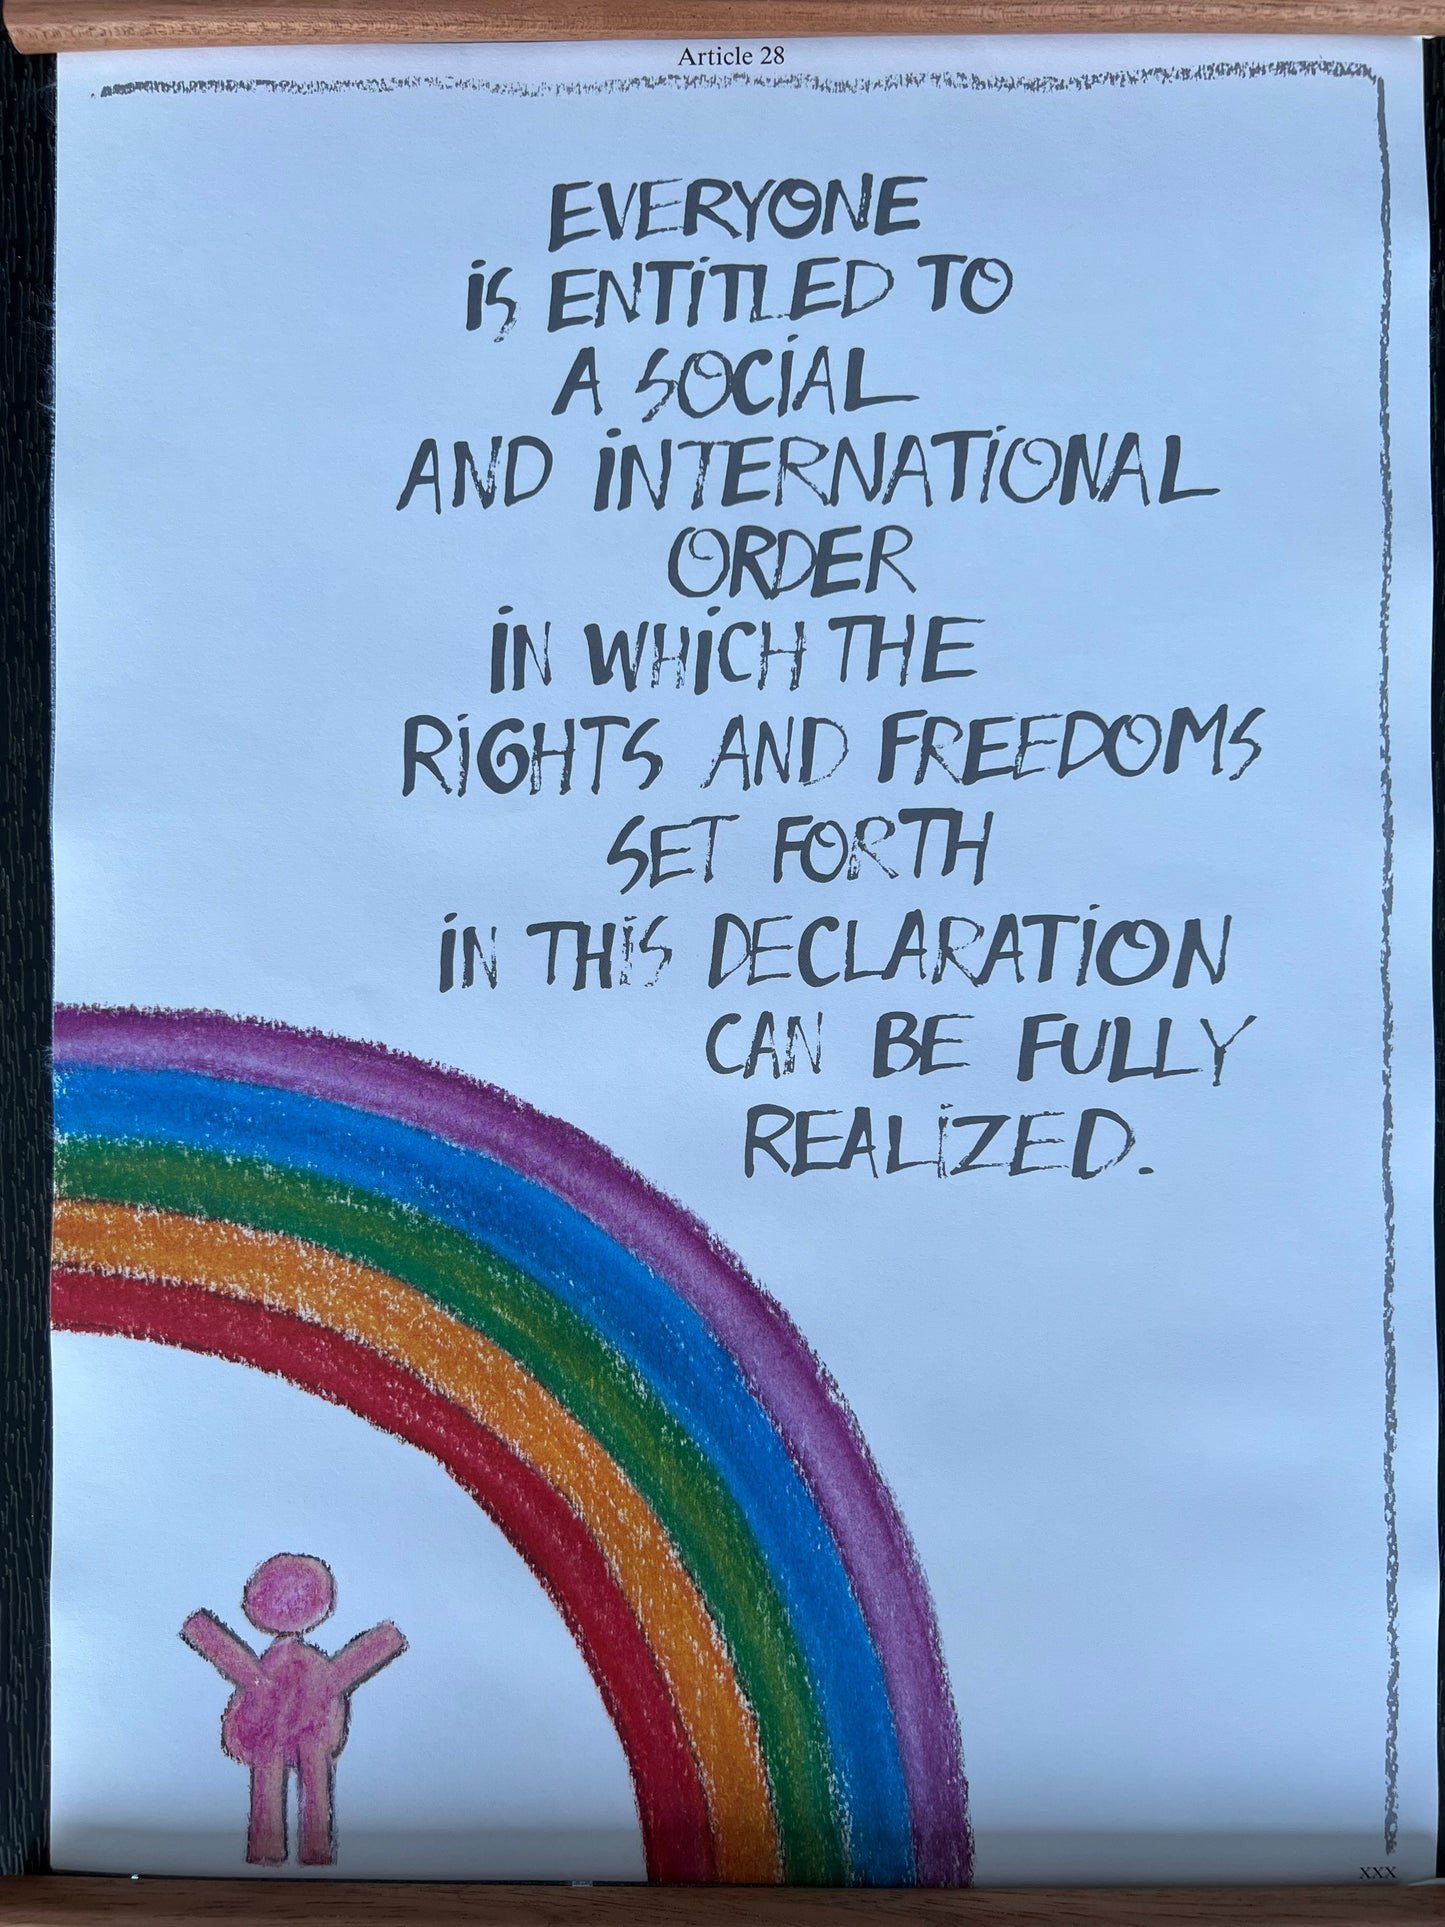 Article 28
EVERYONE
iS ENTiTLED TO
A SOCiAL
AND iNTERNATiONAL
ORDER
iN WHiCH THE
RiGHTS AND FREEDOMS
SET FORTH
iN THiS DECLARATiON
CAN BE FULLY
REALiZED.
XXX